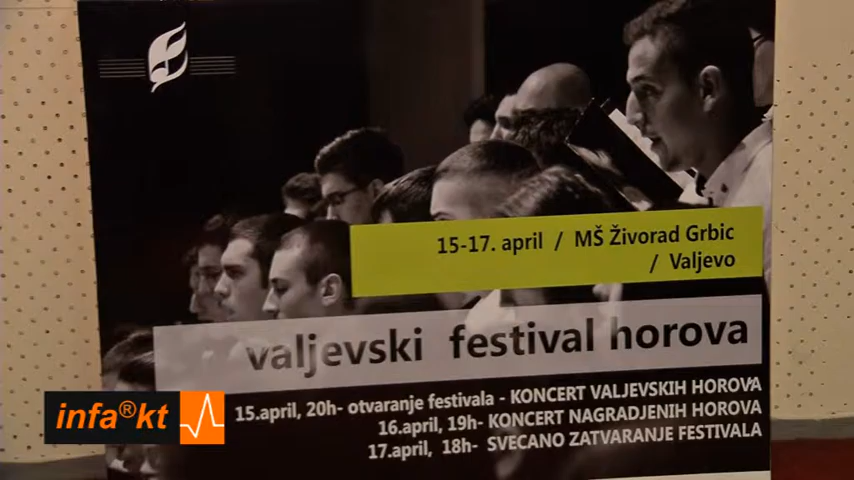 15-17. april / MŠ Živorad Grbic
/ Valjevo
valjevski festival horova
15.april, 20h- otvaranje festivala - KONCERT VALJEVSKIH HOROVA
16.april, 19h- KONCERT NAGRADJENIH HOROVA
17.april, 18h- SVECANO ZATVARANJE FESTIVALA
infa®kt